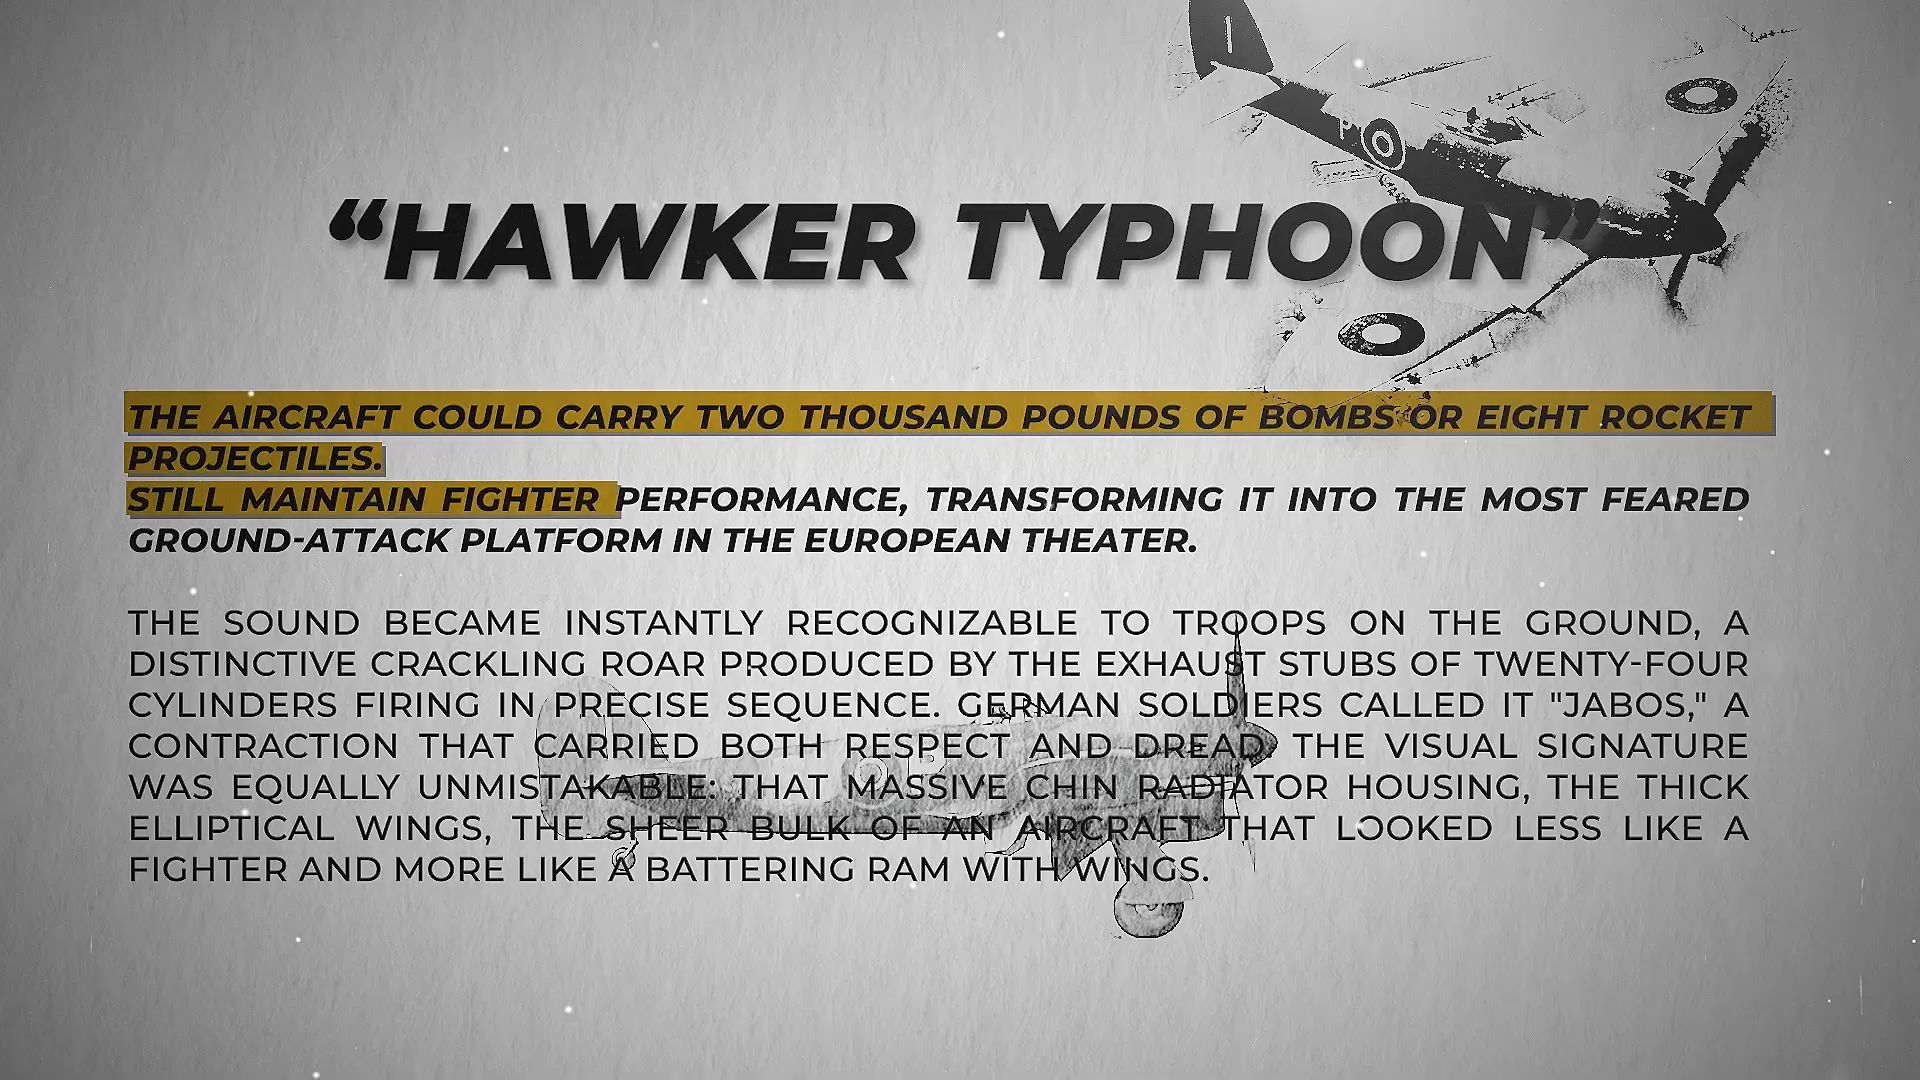 “HAWKER TYPHOON”
THE AIRCRAFT COULD CARRY TWO THOUSAND POUNDS OF BOMBS OR EIGHT ROCKET
PROJECTILES.
STILL MAINTAIN FIGHTER PERFORMANCE, TRANSFORMING IT INTO THE MOST FEARED
GROUND-ATTACK PLATFORM IN THE EUROPEAN THEATER.
THE SOUND BECAME INSTANTLY RECOGNIZABLE TO TROOPS ON THE GROUND, A
DISTINCTIVE CRACKLING ROAR PRODUCED BY THE EXHAUST STUBS OF TWENTY-FOUR
CYLINDERS FIRING IN PRECISE SEQUENCE. GERMAN SOLDIERS CALLED IT "JABOS," A
CONTRACTION THAT CARRIED BOTH RESPECT AND DREAD. THE VISUAL SIGNATURE
WAS EQUALLY UNMISTAKABLE: THAT MASSIVE CHIN RADIATOR HOUSING, THE THICK
ELLIPTICAL WINGS, THE SHEER BULK OF AN AIRCRAFT THAT LOOKED LESS LIKE A
FIGHTER AND MORE LIKE A BATTERING RAM WITH WINGS.